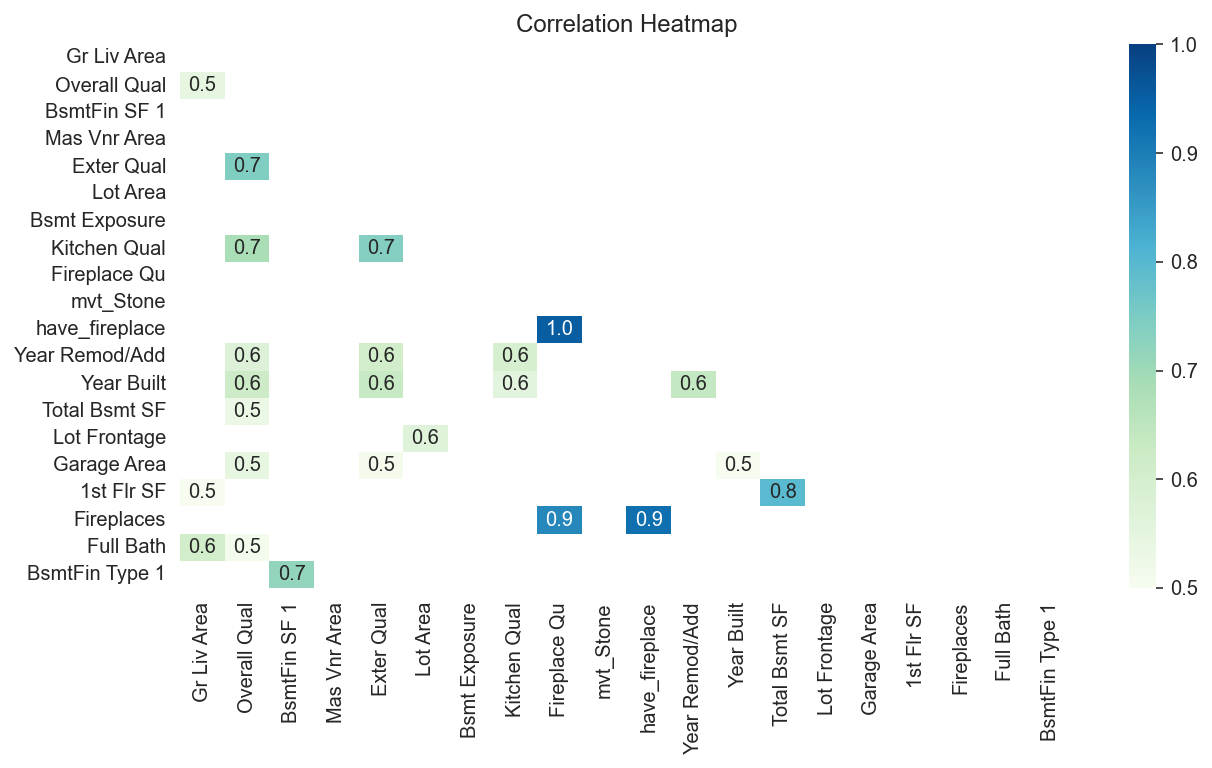 Correlation Heatmap
Gr Liv Area
Overall Qual 0.5
BsmtFin SF 1
Mas Vnr Area
Exter Qual 0.7
Lot Area
Bsmt Exposure
Kitchen Qual 0.7 0.7
Fireplace Qu
mvt_Stone
have_fireplace 1.0
Year Remod/Add 0.6 0.6 0.6
Year Built 0.6 0.6 0.6 0.6
Total Bsmt SF 0.5
Lot Frontage 0.6
Garage Area 0.5 0.5 0.5
1st Flr SF 0.5 0.8
Fireplaces 0.9 0.9
Full Bath 0.6 0.5
BsmtFin Type 1 0.7
Gr Liv Area
Overall Qual
BsmtFin SF 1
Mas Vnr Area
Exter Qual
Lot Area
Bsmt Exposure
Kitchen Qual
Fireplace Qu
mvt_Stone
have_fireplace
Year Remod/Add
Year Built
Total Bsmt SF
Lot Frontage
Garage Area
1st Flr SF
Fireplaces
Full Bath
BsmtFin Type 1
1.0
0.9
0.8
0.7
0.6
0.5